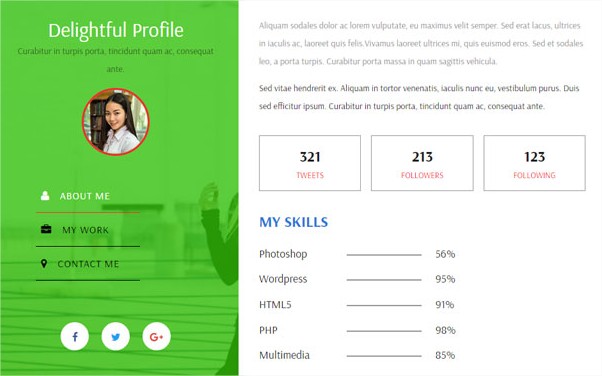 Delightful Profile
Curabitur in turpis porta, tincidunt quam ac, consequat
ante.
ABOUT ME
MY WORK
CONTACT ME
Aliquam sodales dolor ac lorem vulputate, eu maximus velit semper. Sed erat lacus, ultrices
in iaculis ac, laoreet quis felis.Vivamus laoreet ultrices mi, quis euismod eros. Sed et sodales
leo, a porta turpis. Curabitur porta massa in quam sagittis vehicula.
Sed vitae hendrerit ex. Aliquam in tortor venenatis, iaculis nunc eu, vestibulum purus. Duis
sed efficitur ipsum. Curabitur in turpis porta, tincidunt quam ac, consequat ante.
321 213 123
TWEETS FOLLOWERS FOLLOWING
MY SKILLS
Photoshop 56%
Wordpress 95%
HTML5 91%
PHP 98%
Multimedia 85%